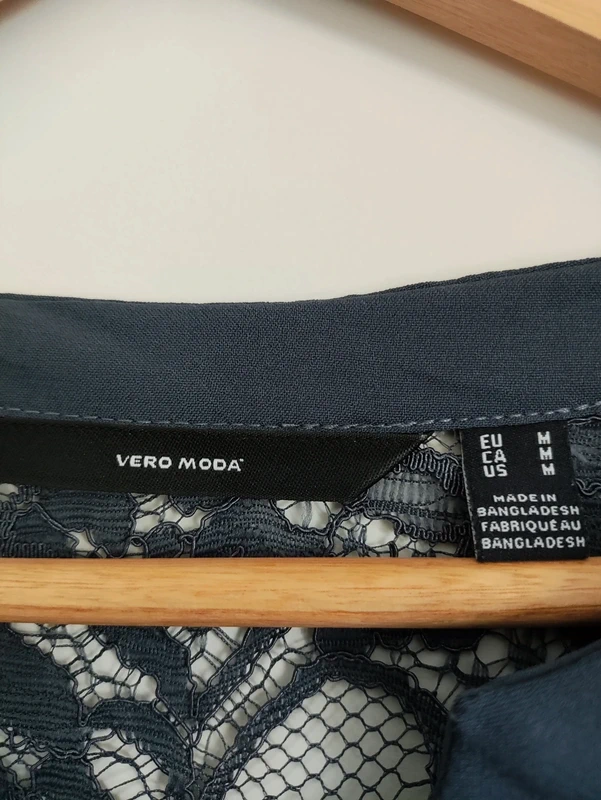 VERO MODA
EU M
CA M
US M
MADE IN
BANGLADESH
FABRIQUÉ AU
BANGLADESH